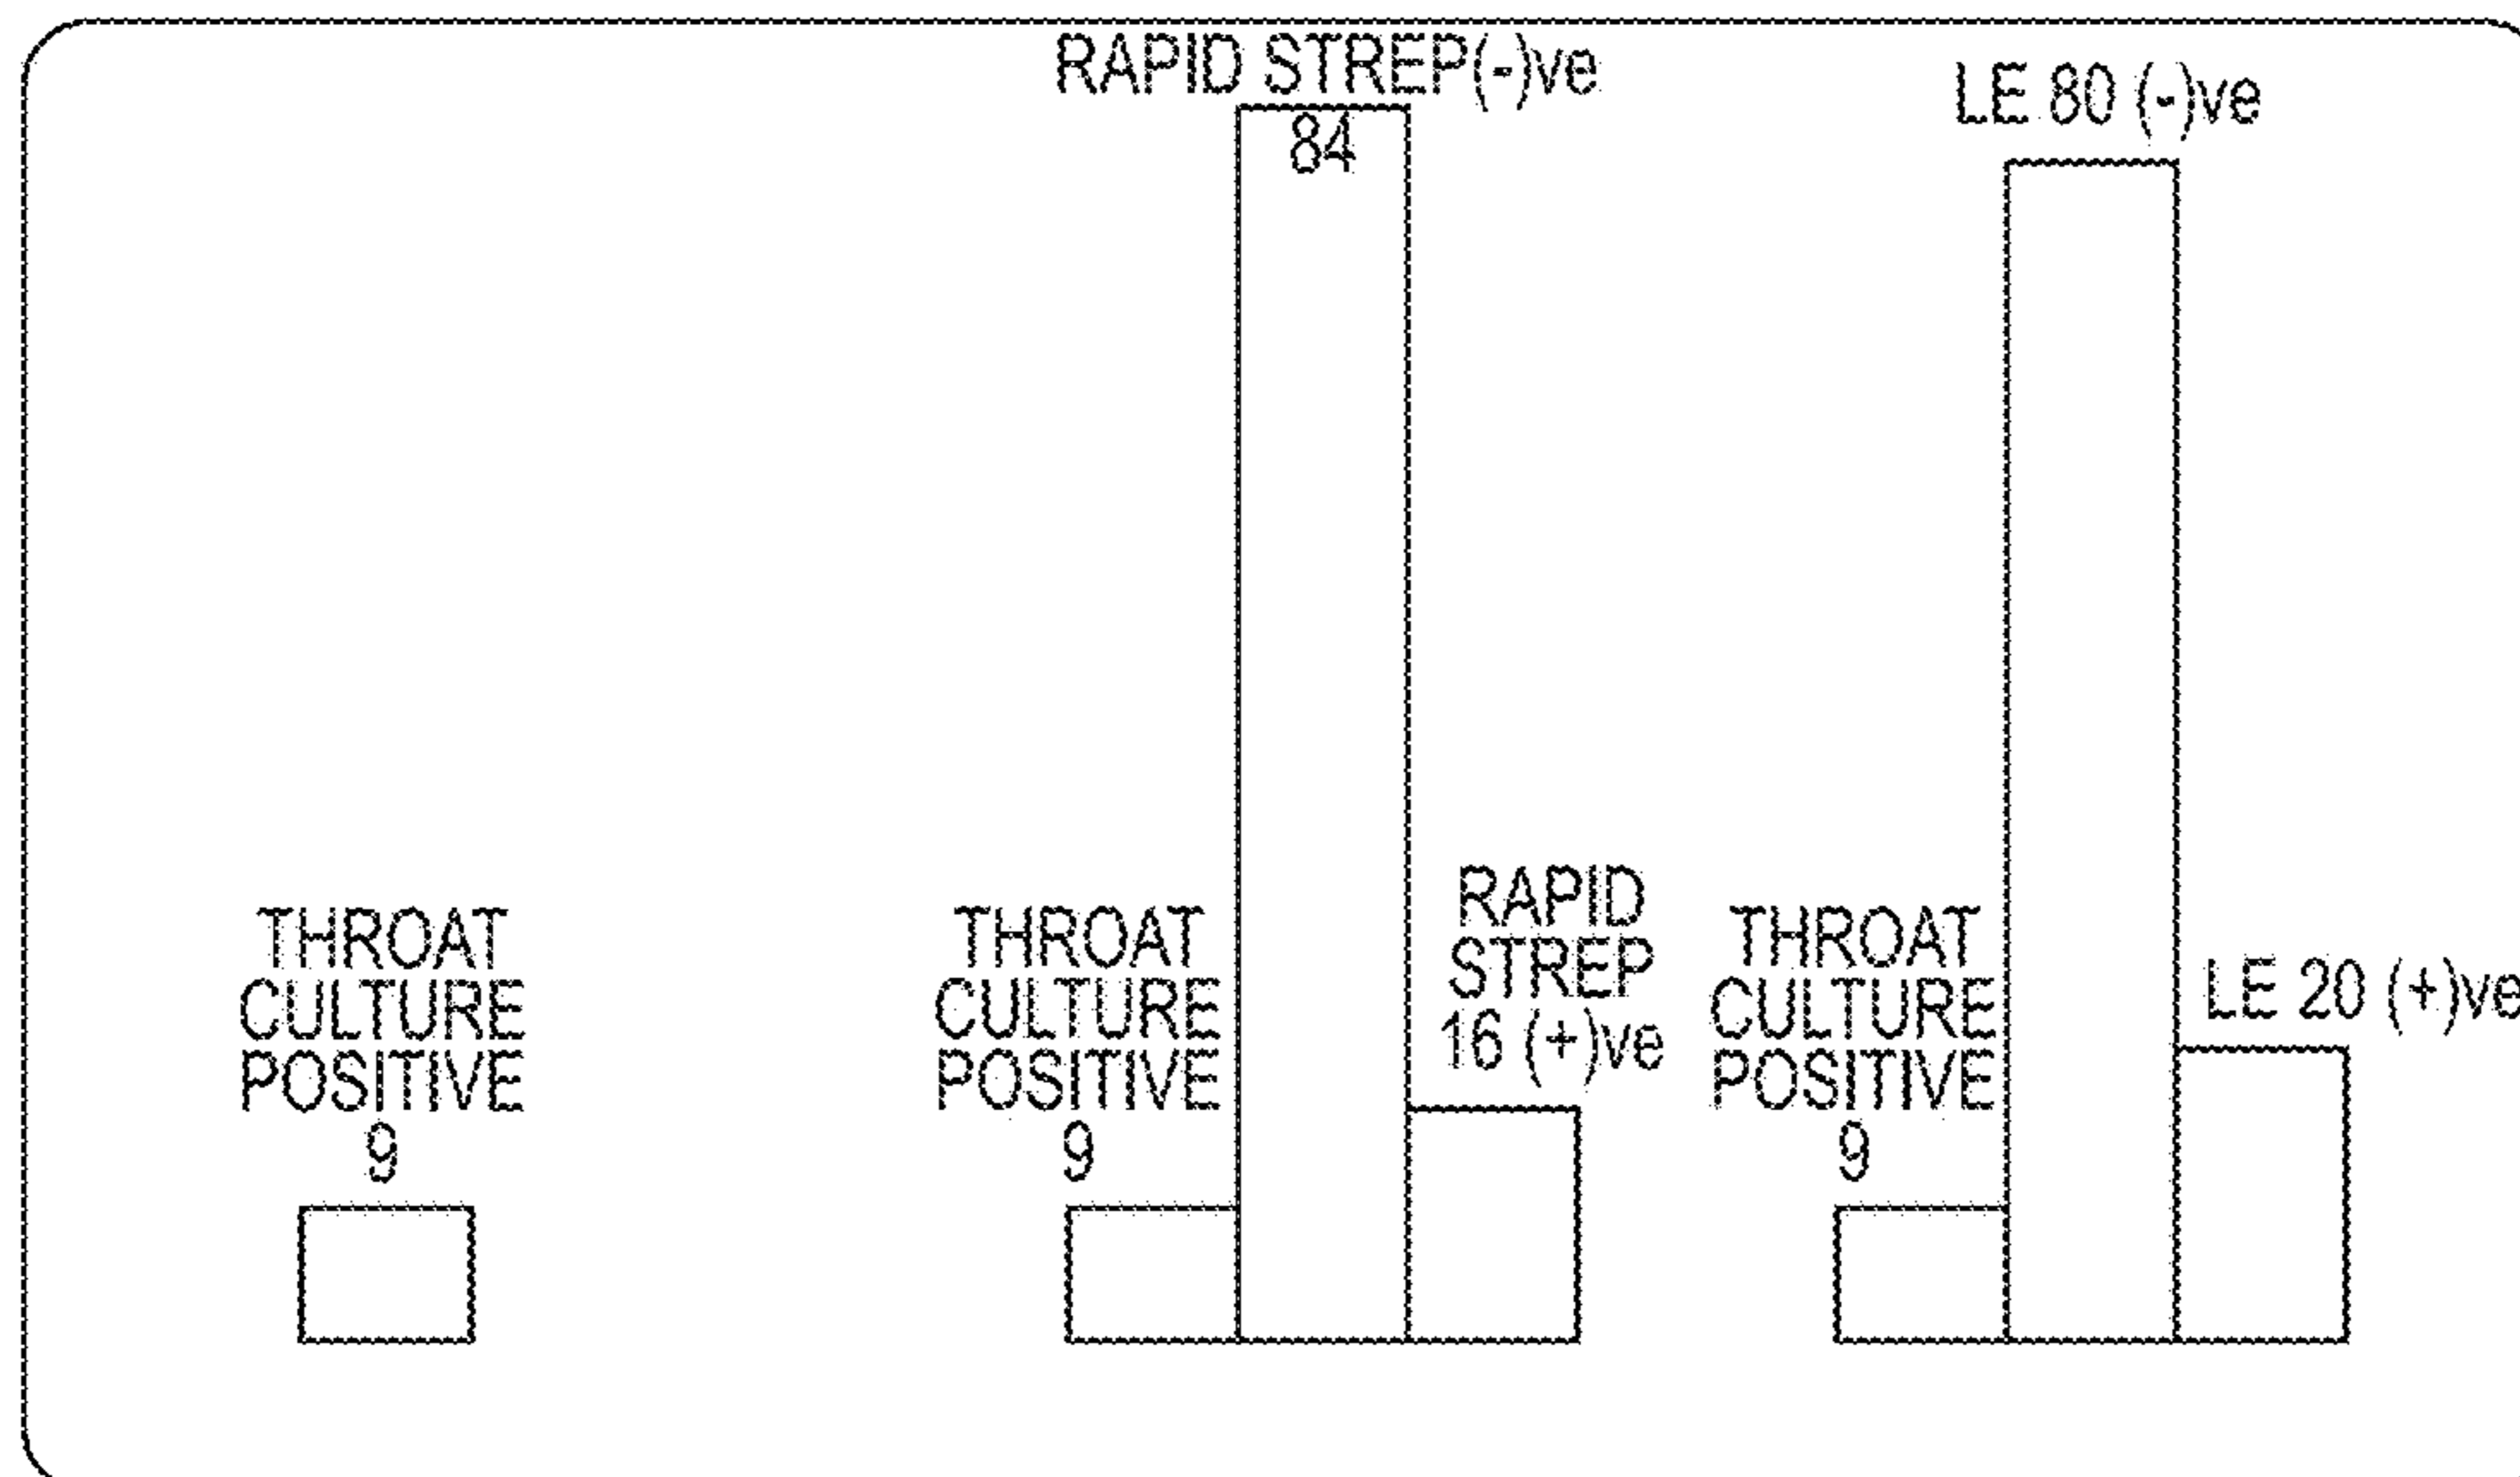 RAPID STREP(-)ve
84
LE 80 (-)ve
THROAT
CULTURE
POSITIVE
9
THROAT
CULTURE
POSITIVE
9
RAPID
STREP
16 (+)ve
THROAT
CULTURE
POSITIVE
9
LE 20 (+)ve